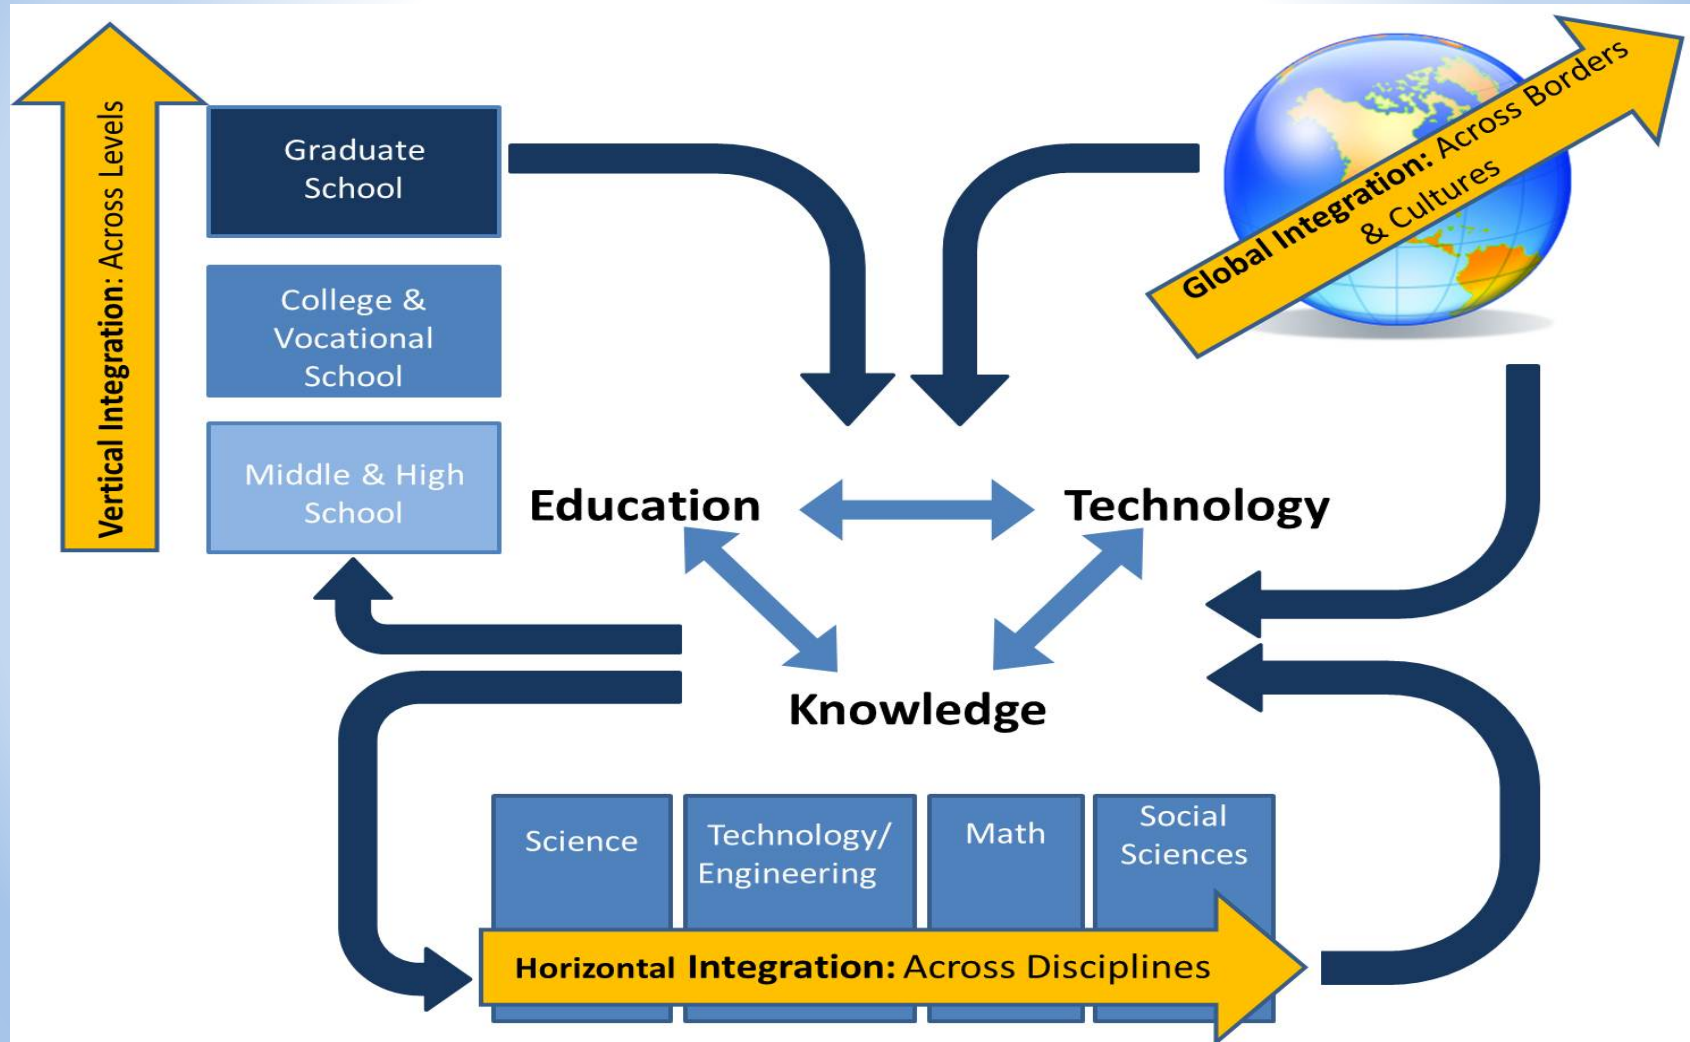 Vertical Integration: Across Levels
Graduate
School
College &
Vocational
School
Middle & High
School
Global Integration: Across Borders
& Cultures
Education
Technology
Knowledge
Science
Technology/
Engineering
Math
Social
Sciences
Horizontal Integration: Across Disciplines